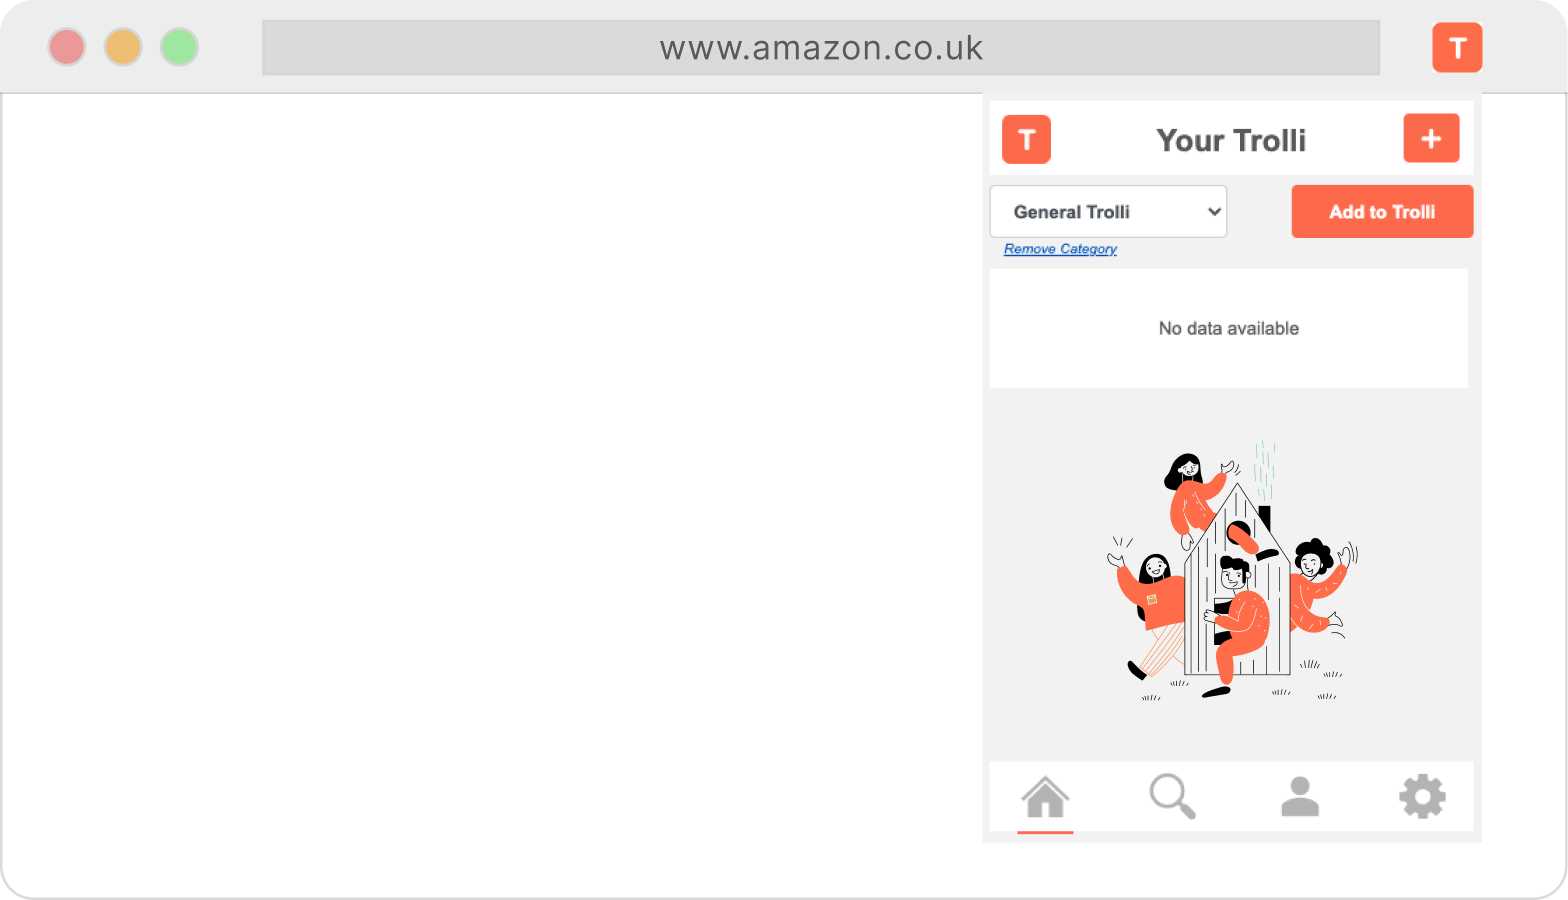 www.amazon.co.uk
T
T
Your Trolli
+
General Trolli
Add to Trolli
Remove Category
No data available